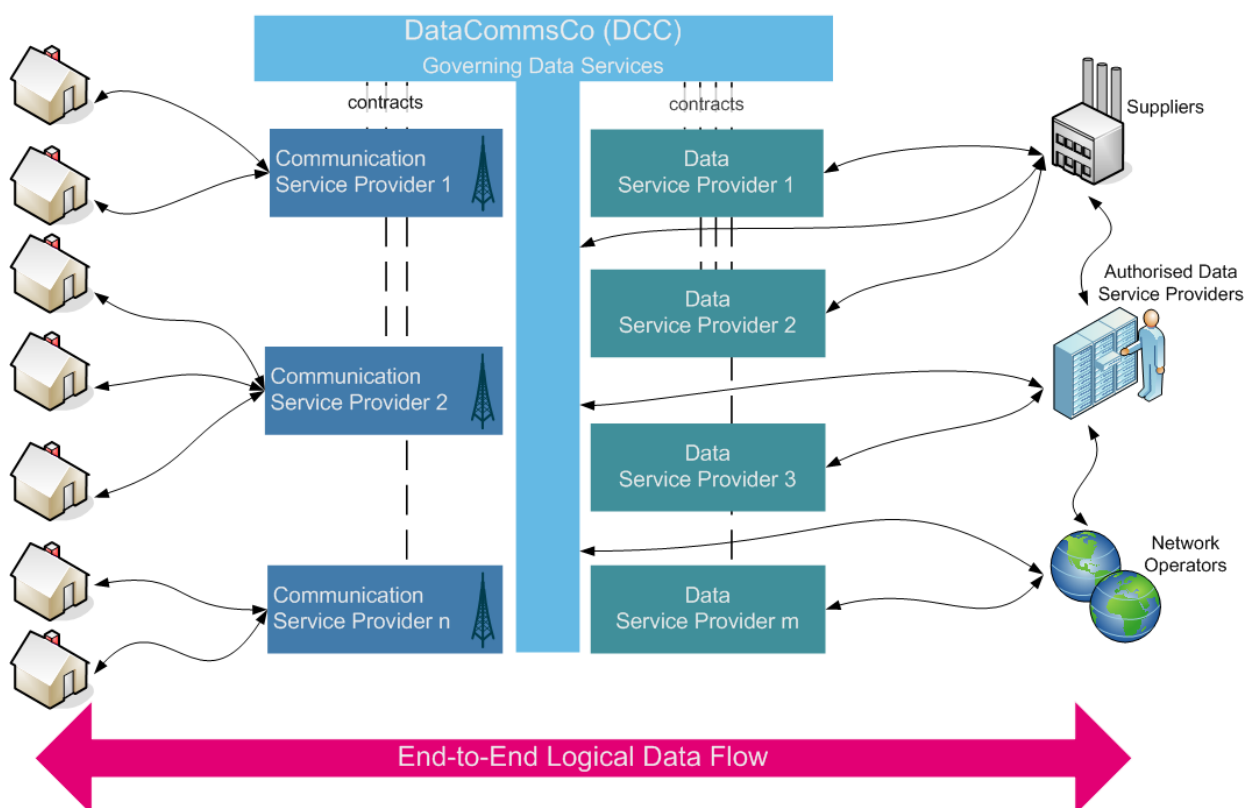 DataCommsCo (DCC)
Governing Data Services
contracts
contracts
Suppliers
Communication
Service Provider 1
Data
Service Provider 1
Authorised Data
Service Providers
Data
Service Provider 2
Communication
Service Provider 2
Data
Service Provider 3
Network
Operators
Communication
Service Provider n
Data
Service Provider m
End-to-End Logical Data Flow